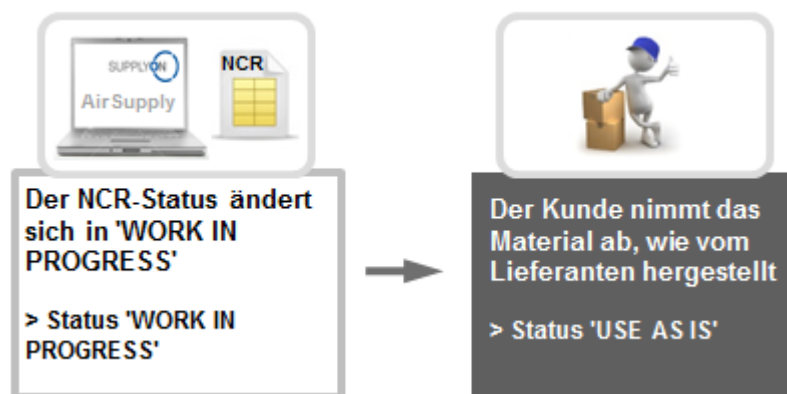 SUPPLYON
AirSupply
NCR
Der NCR-Status ändert
sich in 'WORK IN
PROGRESS'
> Status 'WORK IN
PROGRESS'
Der Kunde nimmt das
Material ab, wie vom
Lieferanten hergestellt
> Status 'USE AS IS'